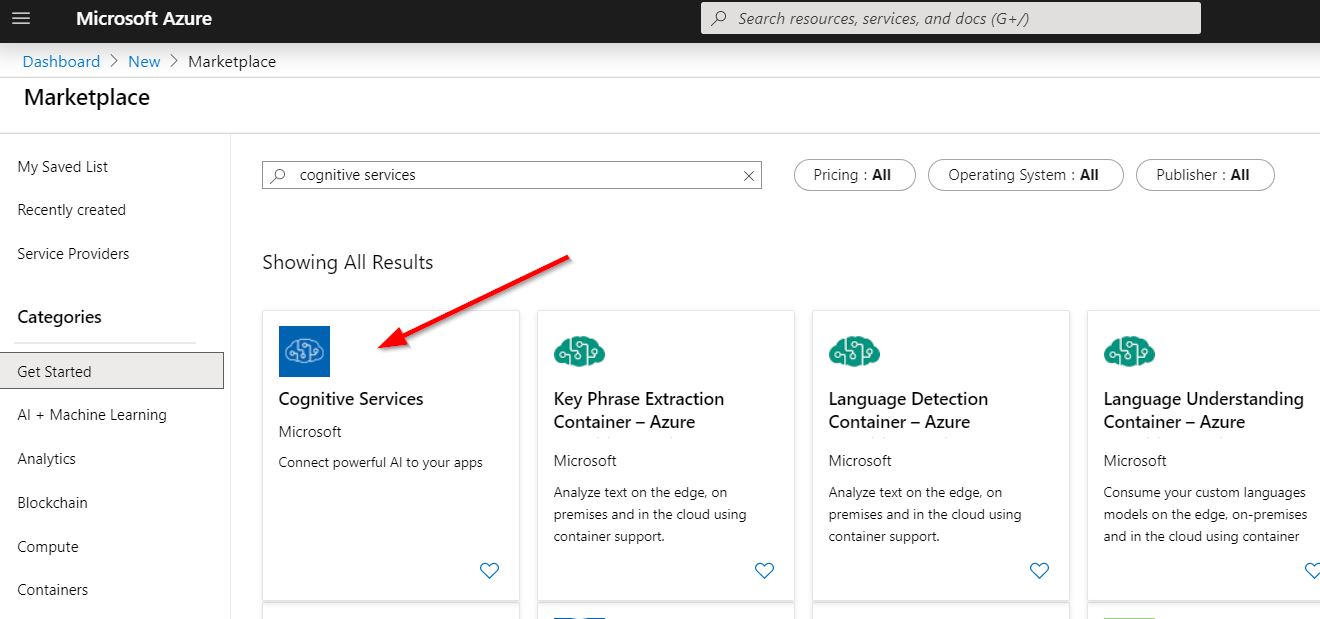 Microsoft Azure
Search resources, services, and docs (G+/)
Dashboard > New > Marketplace
Marketplace
My Saved List
Recently created
Service Providers
Categories
Get Started
AI + Machine Learning
Analytics
Blockchain
Compute
Containers
cognitive services
Pricing : All
Operating System : All
Publisher : All
Showing All Results
Cognitive Services
Microsoft
Connect powerful AI to your apps
Key Phrase Extraction
Container – Azure
Microsoft
Analyze text on the edge, on
premises and in the cloud using
container support.
Language Detection
Container – Azure
Microsoft
Analyze text on the edge, on
premises and in the cloud using
container support.
Language Understanding
Container – Azure
Microsoft
Consume your custom languages
models on the edge, on-premises
and in the cloud using container